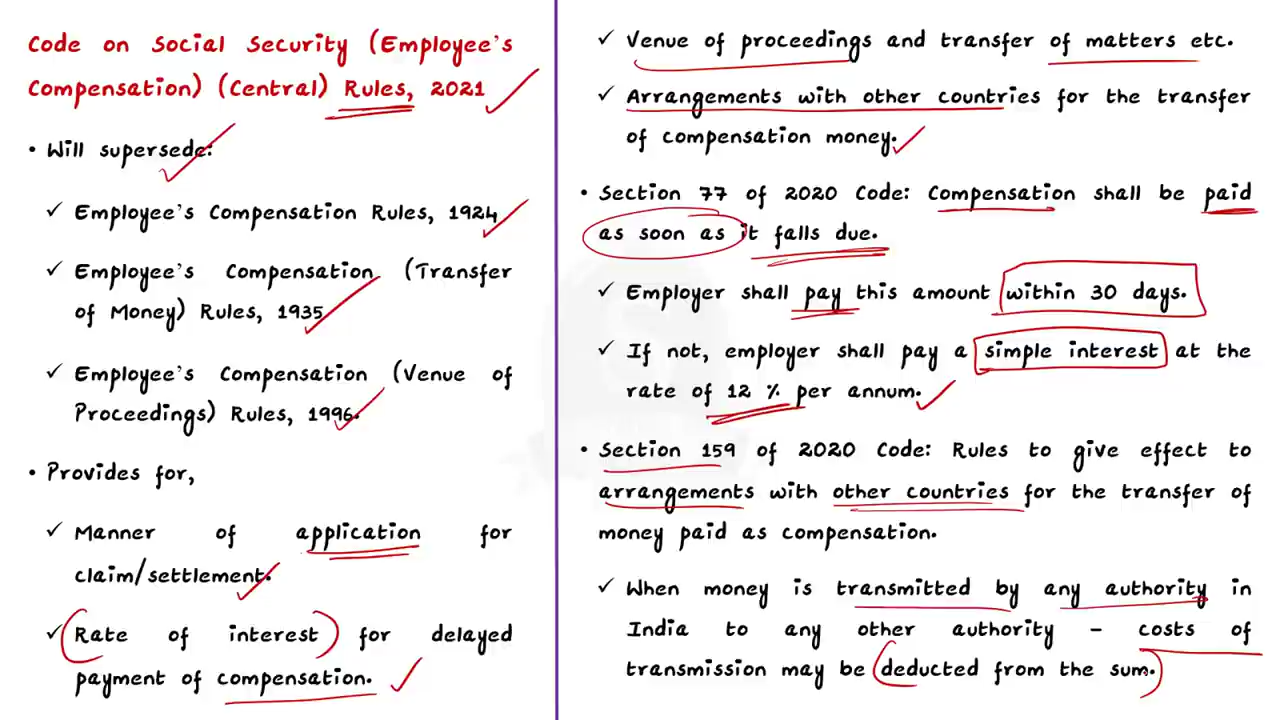 Code on Social Security (Employee's
Compensation) (Central) Rules, 2021
• Will supersede:
✓ Employee's Compensation Rules, 1924
✓ Employee's Compensation (Transfer
of Money) Rules, 1935
✓ Employee's Compensation (Venue of
Proceedings) Rules, 1996.
• Provides for,
✓ Manner of application for
claim/settlement.
✓ Rate of interest for delayed
payment of compensation.
✓ Venue of proceedings and transfer of matters etc.
✓ Arrangements with other countries for the transfer
of compensation money.
• Section 77 of 2020 Code: Compensation shall be paid
as soon as it falls due.
✓ Employer shall pay this amount within 30 days.
✓ If not, employer shall pay a simple interest at the
rate of 12 % per annum.
• Section 159 of 2020 Code: Rules to give effect to
arrangements with other countries for the transfer of
money paid as compensation.
✓ When money is transmitted by any authority in
India to any other authority – costs of
transmission may be deducted from the sum.